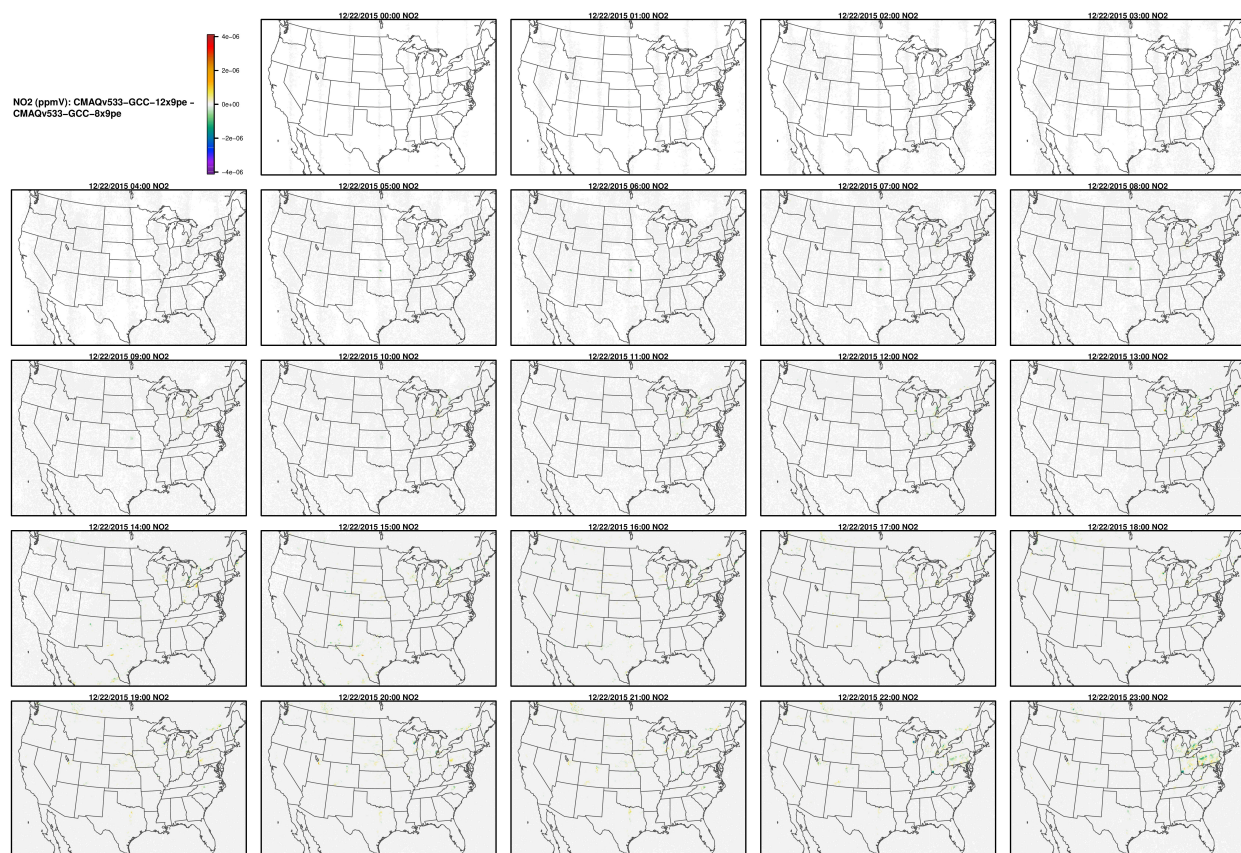 12/22/2015 00:00 NO2
12/22/2015 01:00 NO2
12/22/2015 02:00 NO2
12/22/2015 03:00 NO2
4e−06
2e−06
0e+00
−2e−06
−4e−06
NO2 (ppmV): CMAQv533−GCC−12x9pe −
CMAQv533−GCC−8x9pe
12/22/2015 04:00 NO2
12/22/2015 05:00 NO2
12/22/2015 06:00 NO2
12/22/2015 07:00 NO2
12/22/2015 08:00 NO2
12/22/2015 09:00 NO2
12/22/2015 10:00 NO2
12/22/2015 11:00 NO2
12/22/2015 12:00 NO2
12/22/2015 13:00 NO2
12/22/2015 14:00 NO2
12/22/2015 15:00 NO2
12/22/2015 16:00 NO2
12/22/2015 17:00 NO2
12/22/2015 18:00 NO2
12/22/2015 19:00 NO2
12/22/2015 20:00 NO2
12/22/2015 21:00 NO2
12/22/2015 22:00 NO2
12/22/2015 23:00 NO2